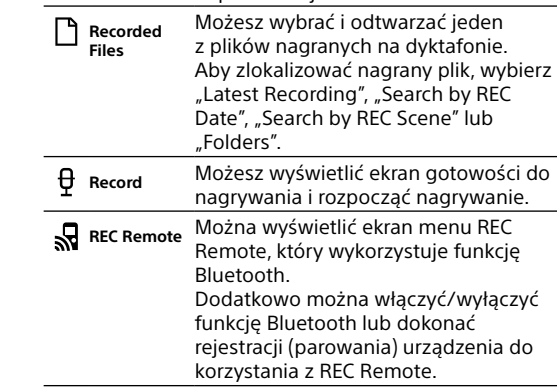 Recorded Files
Możesz wybrać i odtwarzać jeden
z plików nagranych na dyktafonie.
Aby zlokalizować nagrany plik, wybierz
„Latest Recording”, „Search by REC
Date”, „Search by REC Scene” lub
„Folders”.
Record
Możesz wyświetlić ekran gotowości do
nagrywania i rozpocząć nagrywanie.
REC Remote
Można wyświetlić ekran menu REC
Remote, który wykorzystuje funkcję
Bluetooth.
Dodatkowo można włączyć/wyłączyć
funkcję Bluetooth lub dokonać
rejestracji (parowania) urządzenia do
korzystania z REC Remote.